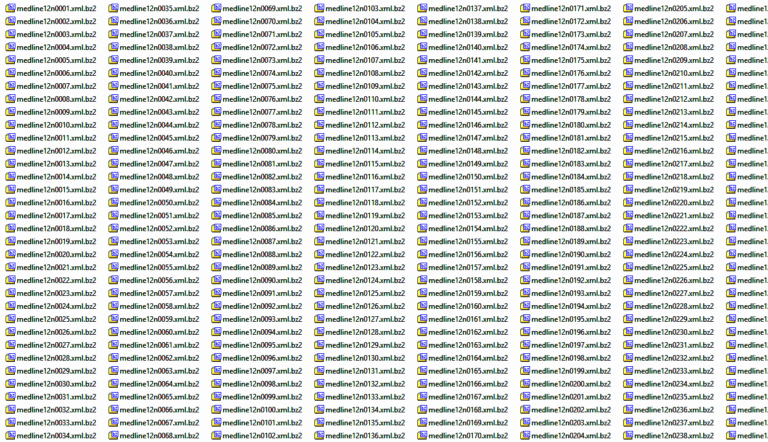 medline12n0001.xml.bz2 medline12n0035.xml.bz2 medline12n0069.xml.bz2 medline12n0103.xml.bz2 medline12n0137.xml.bz2 medline12n0171.xml.bz2 medline12n0205.xml.bz2 medline1
medline12n0002.xml.bz2 medline12n0036.xml.bz2 medline12n0070.xml.bz2 medline12n0104.xml.bz2 medline12n0138.xml.bz2 medline12n0172.xml.bz2 medline12n0206.xml.bz2 medline1
medline12n0003.xml.bz2 medline12n0037.xml.bz2 medline12n0071.xml.bz2 medline12n0105.xml.bz2 medline12n0139.xml.bz2 medline12n0173.xml.bz2 medline12n0207.xml.bz2 medline1
medline12n0004.xml.bz2 medline12n0038.xml.bz2 medline12n0072.xml.bz2 medline12n0106.xml.bz2 medline12n0140.xml.bz2 medline12n0174.xml.bz2 medline12n0208.xml.bz2 medline1
medline12n0005.xml.bz2 medline12n0039.xml.bz2 medline12n0073.xml.bz2 medline12n0107.xml.bz2 medline12n0141.xml.bz2 medline12n0175.xml.bz2 medline12n0209.xml.bz2 medline1
medline12n0006.xml.bz2 medline12n0040.xml.bz2 medline12n0074.xml.bz2 medline12n0108.xml.bz2 medline12n0142.xml.bz2 medline12n0176.xml.bz2 medline12n0210.xml.bz2 medline1
medline12n0007.xml.bz2 medline12n0041.xml.bz2 medline12n0075.xml.bz2 medline12n0109.xml.bz2 medline12n0143.xml.bz2 medline12n0177.xml.bz2 medline12n0211.xml.bz2 medline1
medline12n0008.xml.bz2 medline12n0042.xml.bz2 medline12n0076.xml.bz2 medline12n0110.xml.bz2 medline12n0144.xml.bz2 medline12n0178.xml.bz2 medline12n0212.xml.bz2 medline1
medline12n0009.xml.bz2 medline12n0043.xml.bz2 medline12n0077.xml.bz2 medline12n0111.xml.bz2 medline12n0145.xml.bz2 medline12n0179.xml.bz2 medline12n0213.xml.bz2 medline1
medline12n0010.xml.bz2 medline12n0044.xml.bz2 medline12n0078.xml.bz2 medline12n0112.xml.bz2 medline12n0146.xml.bz2 medline12n0180.xml.bz2 medline12n0214.xml.bz2 medline1
medline12n0011.xml.bz2 medline12n0045.xml.bz2 medline12n0079.xml.bz2 medline12n0113.xml.bz2 medline12n0147.xml.bz2 medline12n0181.xml.bz2 medline12n0215.xml.bz2 medline1
medline12n0012.xml.bz2 medline12n0046.xml.bz2 medline12n0080.xml.bz2 medline12n0114.xml.bz2 medline12n0148.xml.bz2 medline12n0182.xml.bz2 medline12n0216.xml.bz2 medline1
medline12n0013.xml.bz2 medline12n0047.xml.bz2 medline12n0081.xml.bz2 medline12n0115.xml.bz2 medline12n0149.xml.bz2 medline12n0183.xml.bz2 medline12n0217.xml.bz2 medline1
medline12n0014.xml.bz2 medline12n0048.xml.bz2 medline12n0082.xml.bz2 medline12n0116.xml.bz2 medline12n0150.xml.bz2 medline12n0184.xml.bz2 medline12n0218.xml.bz2 medline1
medline12n0015.xml.bz2 medline12n0049.xml.bz2 medline12n0083.xml.bz2 medline12n0117.xml.bz2 medline12n0151.xml.bz2 medline12n0185.xml.bz2 medline12n0219.xml.bz2 medline1
medline12n0016.xml.bz2 medline12n0050.xml.bz2 medline12n0084.xml.bz2 medline12n0118.xml.bz2 medline12n0152.xml.bz2 medline12n0186.xml.bz2 medline12n0220.xml.bz2 medline1
medline12n0017.xml.bz2 medline12n0051.xml.bz2 medline12n0085.xml.bz2 medline12n0119.xml.bz2 medline12n0153.xml.bz2 medline12n0187.xml.bz2 medline12n0221.xml.bz2 medline1
medline12n0018.xml.bz2 medline12n0052.xml.bz2 medline12n0086.xml.bz2 medline12n0120.xml.bz2 medline12n0154.xml.bz2 medline12n0188.xml.bz2 medline12n0222.xml.bz2 medline1
medline12n0019.xml.bz2 medline12n0053.xml.bz2 medline12n0087.xml.bz2 medline12n0121.xml.bz2 medline12n0155.xml.bz2 medline12n0189.xml.bz2 medline12n0223.xml.bz2 medline1
medline12n0020.xml.bz2 medline12n0054.xml.bz2 medline12n0088.xml.bz2 medline12n0122.xml.bz2 medline12n0156.xml.bz2 medline12n0190.xml.bz2 medline12n0224.xml.bz2 medline1
medline12n0021.xml.bz2 medline12n0055.xml.bz2 medline12n0089.xml.bz2 medline12n0123.xml.bz2 medline12n0157.xml.bz2 medline12n0191.xml.bz2 medline12n0225.xml.bz2 medline1
medline12n0022.xml.bz2 medline12n0056.xml.bz2 medline12n0090.xml.bz2 medline12n0124.xml.bz2 medline12n0158.xml.bz2 medline12n0192.xml.bz2 medline12n0226.xml.bz2 medline1
medline12n0023.xml.bz2 medline12n0057.xml.bz2 medline12n0091.xml.bz2 medline12n0125.xml.bz2 medline12n0159.xml.bz2 medline12n0193.xml.bz2 medline12n0227.xml.bz2 medline1
medline12n0024.xml.bz2 medline12n0058.xml.bz2 medline12n0092.xml.bz2 medline12n0126.xml.bz2 medline12n0160.xml.bz2 medline12n0194.xml.bz2 medline12n0228.xml.bz2 medline1
medline12n0025.xml.bz2 medline12n0059.xml.bz2 medline12n0093.xml.bz2 medline12n0127.xml.bz2 medline12n0161.xml.bz2 medline12n0195.xml.bz2 medline12n0229.xml.bz2 medline1
medline12n0026.xml.bz2 medline12n0060.xml.bz2 medline12n0094.xml.bz2 medline12n0128.xml.bz2 medline12n0162.xml.bz2 medline12n0196.xml.bz2 medline12n0230.xml.bz2 medline1
medline12n0027.xml.bz2 medline12n0061.xml.bz2 medline12n0095.xml.bz2 medline12n0129.xml.bz2 medline12n0163.xml.bz2 medline12n0197.xml.bz2 medline12n0231.xml.bz2 medline1
medline12n0028.xml.bz2 medline12n0062.xml.bz2 medline12n0096.xml.bz2 medline12n0130.xml.bz2 medline12n0164.xml.bz2 medline12n0198.xml.bz2 medline12n0232.xml.bz2 medline1
medline12n0029.xml.bz2 medline12n0063.xml.bz2 medline12n0097.xml.bz2 medline12n0131.xml.bz2 medline12n0165.xml.bz2 medline12n0199.xml.bz2 medline12n0233.xml.bz2 medline1
medline12n0030.xml.bz2 medline12n0064.xml.bz2 medline12n0098.xml.bz2 medline12n0132.xml.bz2 medline12n0166.xml.bz2 medline12n0200.xml.bz2 medline12n0234.xml.bz2 medline1
medline12n0031.xml.bz2 medline12n0065.xml.bz2 medline12n0099.xml.bz2 medline12n0133.xml.bz2 medline12n0167.xml.bz2 medline12n0201.xml.bz2 medline12n0235.xml.bz2 medline1
medline12n0032.xml.bz2 medline12n0066.xml.bz2 medline12n0100.xml.bz2 medline12n0134.xml.bz2 medline12n0168.xml.bz2 medline12n0202.xml.bz2 medline12n0236.xml.bz2 medline1
medline12n0033.xml.bz2 medline12n0067.xml.bz2 medline12n0101.xml.bz2 medline12n0135.xml.bz2 medline12n0169.xml.bz2 medline12n0203.xml.bz2 medline12n0237.xml.bz2 medline1
medline12n0034.xml.bz2 medline12n0068.xml.bz2 medline12n0102.xml.bz2 medline12n0136.xml.bz2 medline12n0170.xml.bz2 medline12n0204.xml.bz2 medline12n0238.xml.bz2 medline1